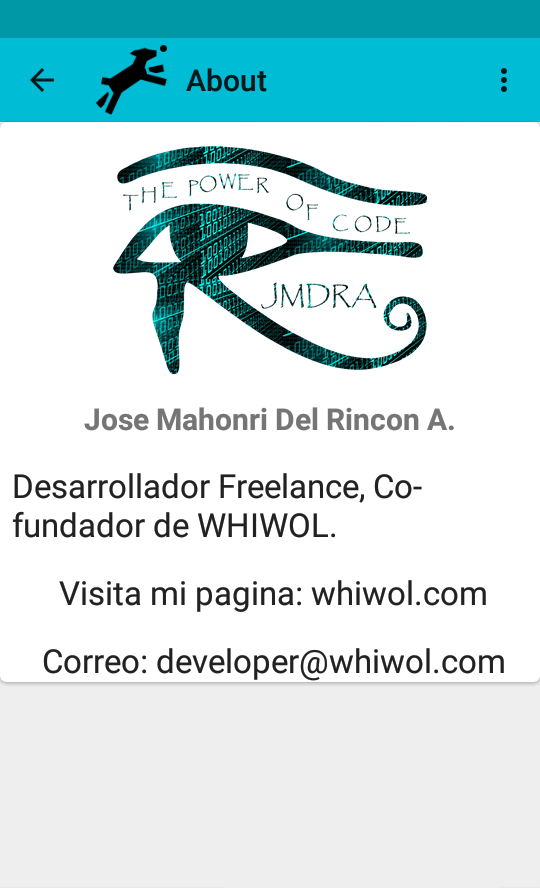 About
THE POWER OF CODE
JMDRA
Jose Mahonri Del Rincon A.
Desarrollador Freelance, Co-
fundador de WHIWOL.
Visita mi pagina: whiwol.com
Correo: developer@whiwol.com